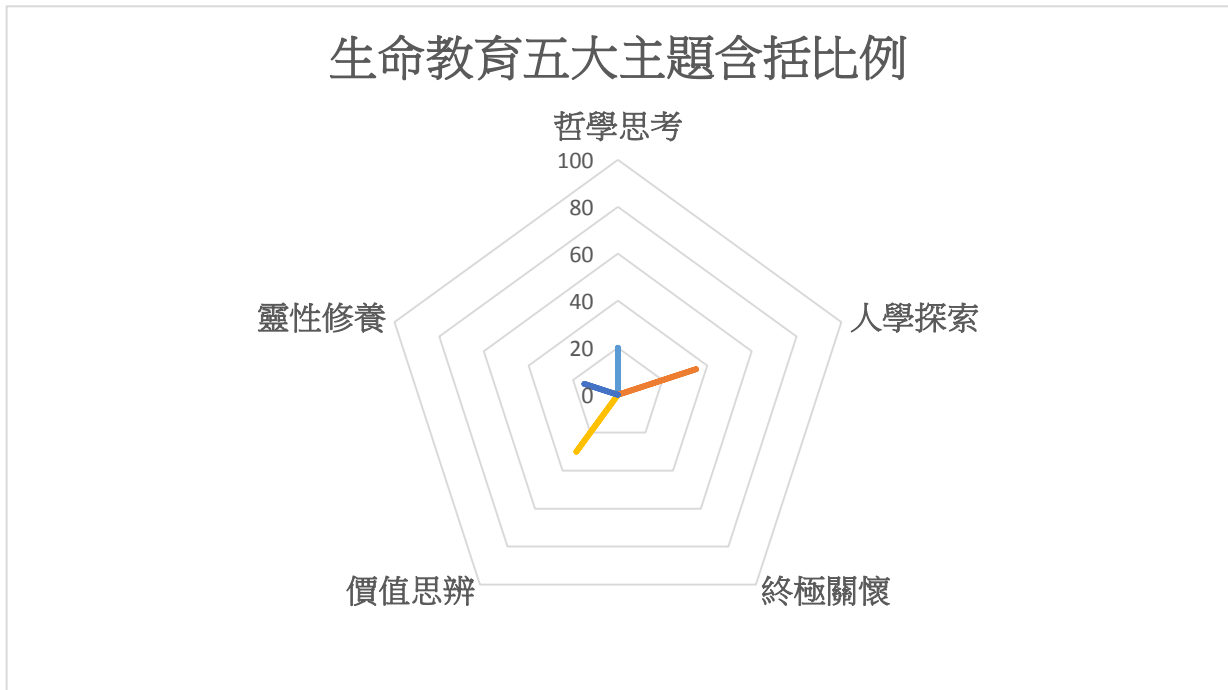 生命教育五大主題含括比例
哲學思考
100
80
60
40
20
0
人學探索
終極關懷
價值思辨
靈性修養